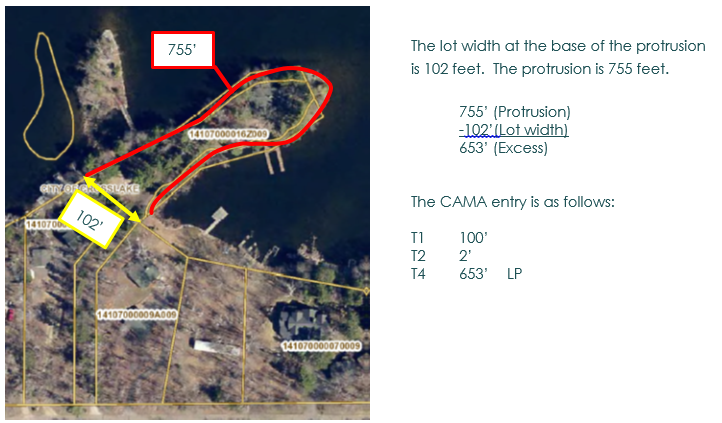 755'
14107000016Z009
CITY OF CROSSLAKE
102'
141070
14107000009A009
141070000070009
The lot width at the base of the protrusion
is 102 feet. The protrusion is 755 feet.
755' (Protrusion)
-102'(Lot width)
653' (Excess)
The CAMA entry is as follows:
T1 100'
T2 2'
T4 653' LP